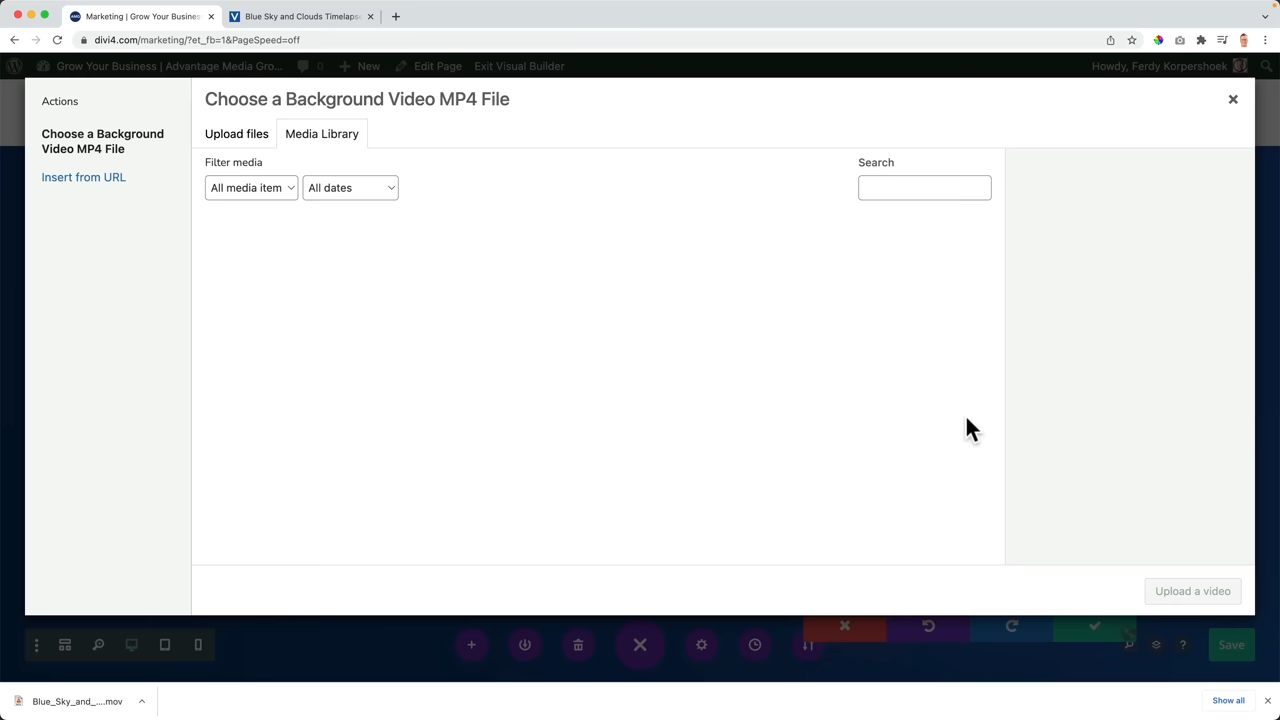 Marketing | Grow Your Busines
Blue Sky and Clouds Timelaps
divi4.com/marketing/?et_fb=1&PageSpeed=off
Grow Your Business | Advantage Media Gro...
0
New
Edit Page
Exit Visual Builder
Howdy, Ferdy Korpershoek
Actions
Choose a Background
Video MP4 File
Insert from URL
Choose a Background Video MP4 File
Upload files
Media Library
Filter media
All media item
All dates
Search
Upload a video
Save
Blue_Sky_and_....mov
Show all